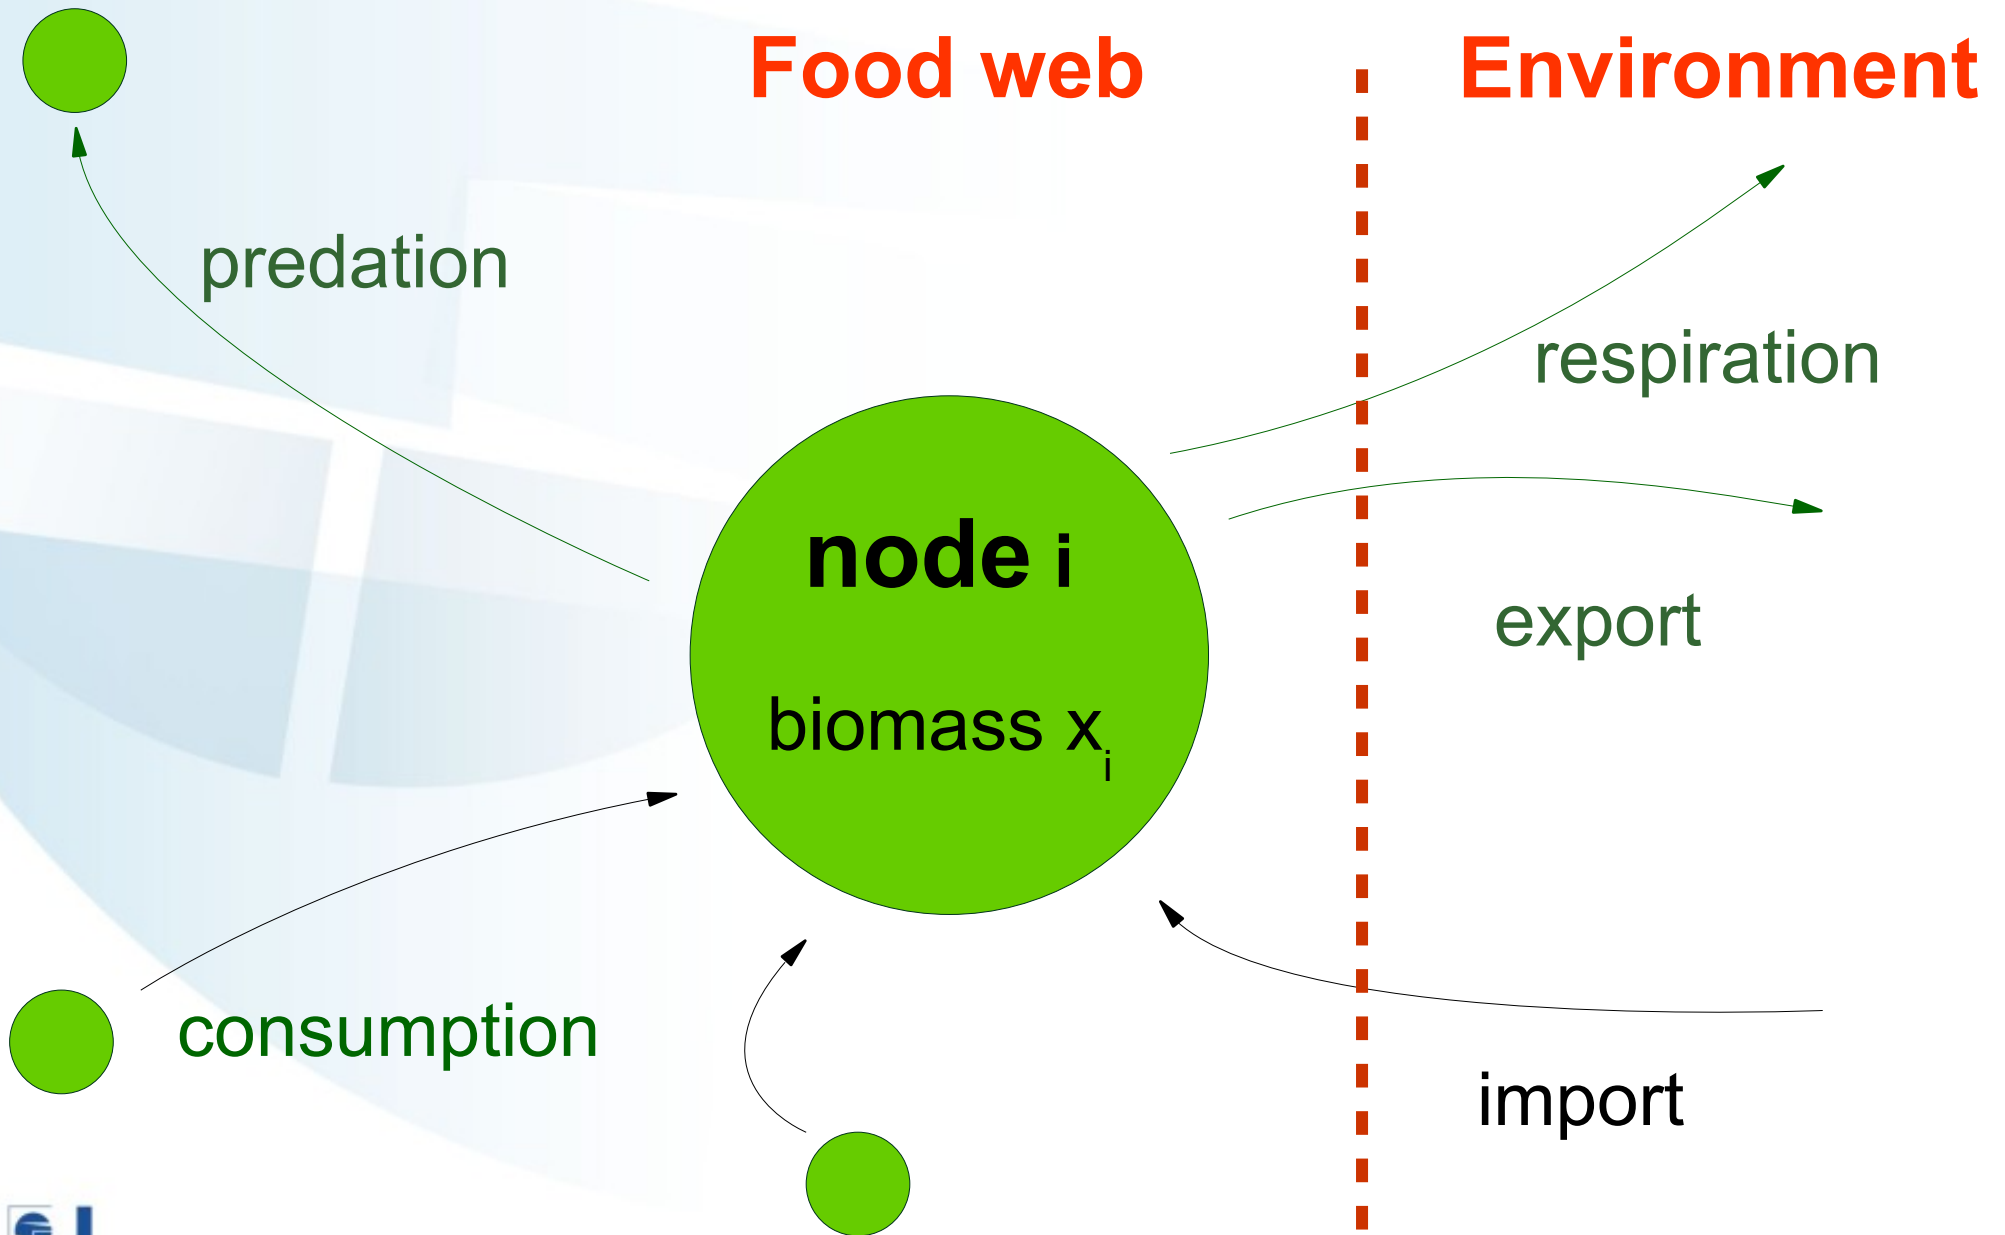 Food web
Environment
predation
respiration
node i
export
biomass xi
consumption
import